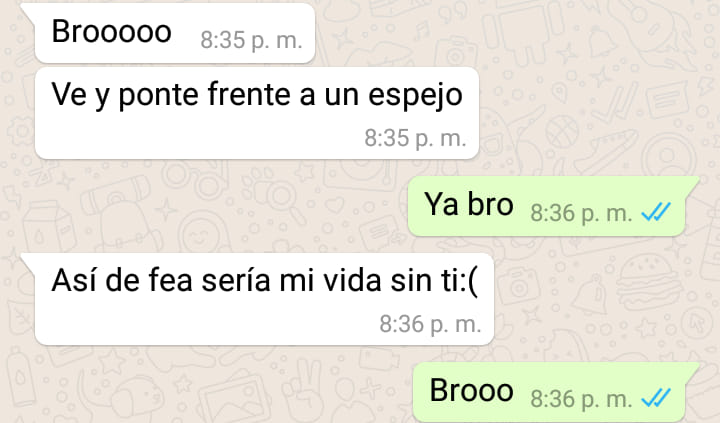 Brooooo 8:35 p. m.
Ve y ponte frente a un espejo
8:35 p. m.
Ya bro 8:36 p. m.
Así de fea sería mi vida sin ti:(
8:36 p. m.
Brooo 8:36 p. m.